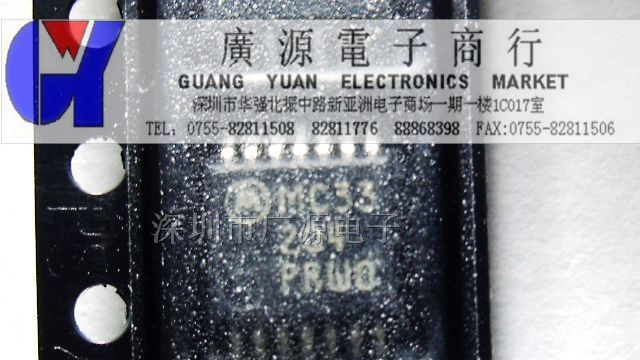 廣源電子商行
GUANG YUAN ELECTRONICS MARKET
深圳市华强北振中路新亚洲电子商场一期一楼1C017室
TEL: 0755-82811508 82811776 88868398 FAX:0755-82811506
MC33
深圳市广源电子
204
PRWQ